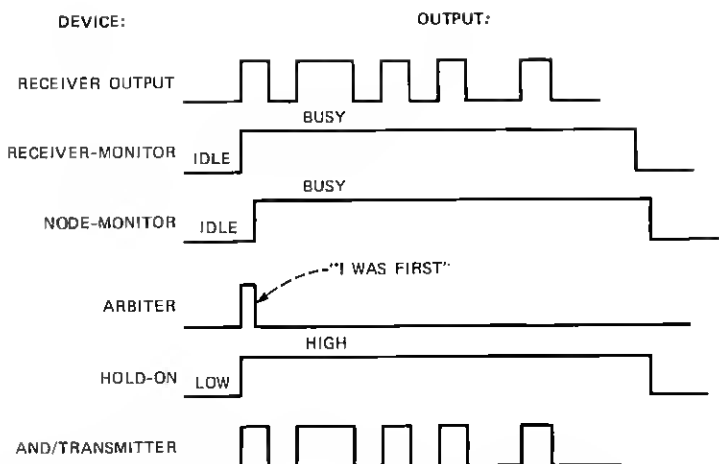 DEVICE: OUTPUT:
RECEIVER OUTPUT
BUSY
RECEIVER-MONITOR IDLE
BUSY
NODE-MONITOR IDLE
"I WAS FIRST"
ARBITER
HIGH
HOLD-ON LOW
AND/TRANSMITTER